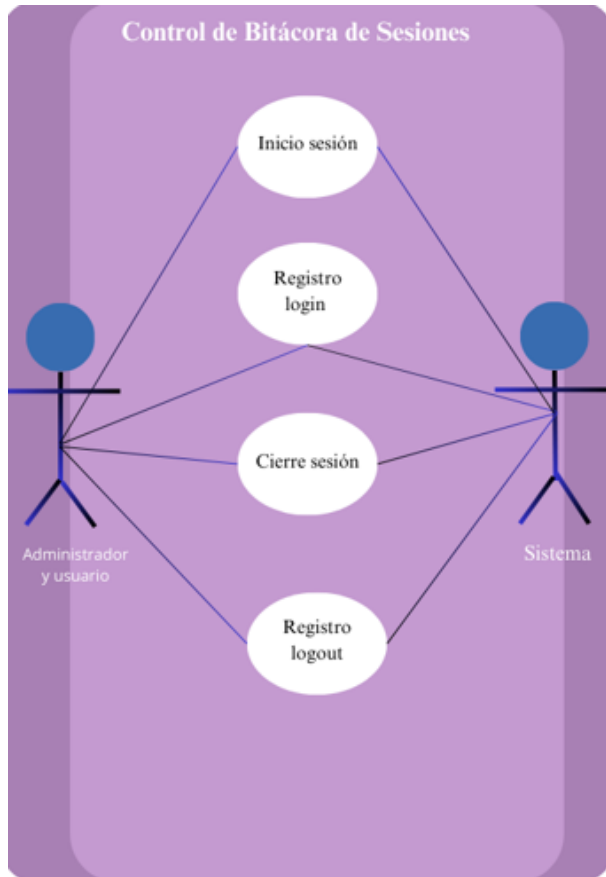 Control de Bitácora de Sesiones
Inicio sesión
Registro
login
Cierre sesión
Administrador
y usuario
Sistema
Registro
logout